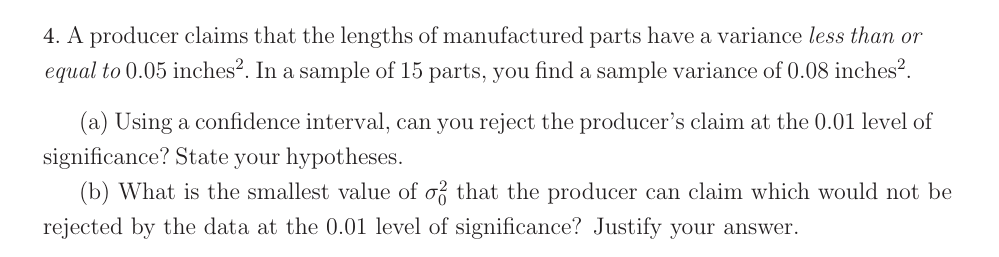 4. A producer claims that the lengths of manufactured parts have a variance less than or
equal to 0.05 inches². In a sample of 15 parts, you find a sample variance of 0.08 inches².
(a) Using a confidence interval, can you reject the producer's claim at the 0.01 level of
significance? State your hypotheses.
(b) What is the smallest value of σ₀² that the producer can claim which would not be
rejected by the data at the 0.01 level of significance? Justify your answer.